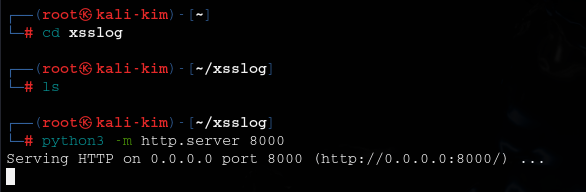 ┌──(root㉿kali-kim)-[~]
└─# cd xsslog
┌──(root㉿kali-kim)-[~/xsslog]
└─# ls
┌──(root㉿kali-kim)-[~/xsslog]
└─# python3 -m http.server 8000
Serving HTTP on 0.0.0.0 port 8000 (http://0.0.0.0:8000/) ...